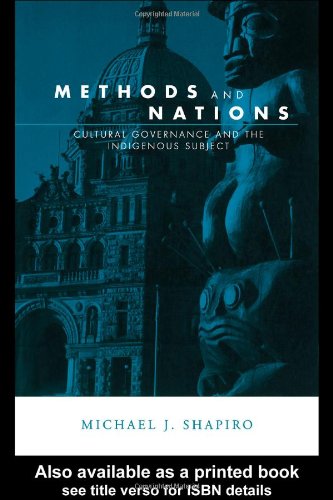 METHODS AND
NATIONS
CULTURAL GOVERNANCE AND THE
INDIGENOUS SUBJECT
MICHAEL J. SHAPIRO
Also available as a printed book
see title verso for ISBN details